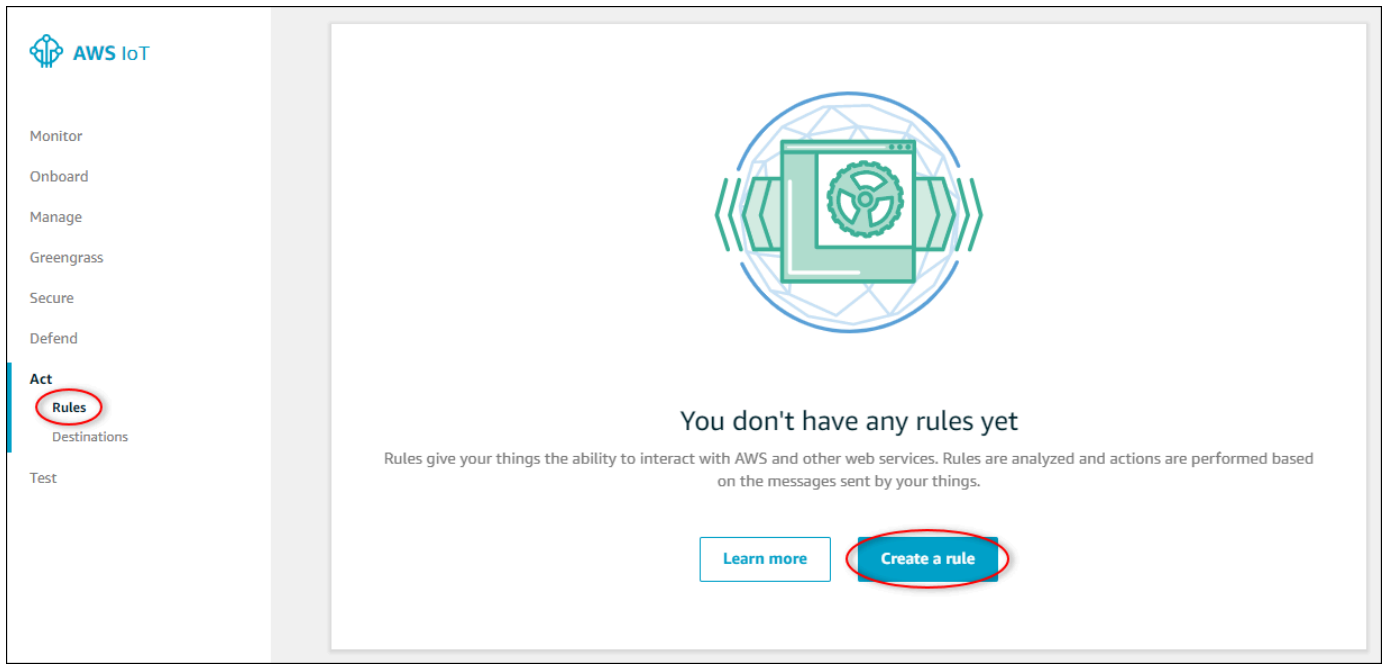 AWS IoT
Monitor
Onboard
Manage
Greengrass
Secure
Defend
Act
Rules
Destinations
Test
You don't have any rules yet
Rules give your things the ability to interact with AWS and other web services. Rules are analyzed and actions are performed based
on the messages sent by your things.
Learn more
Create a rule